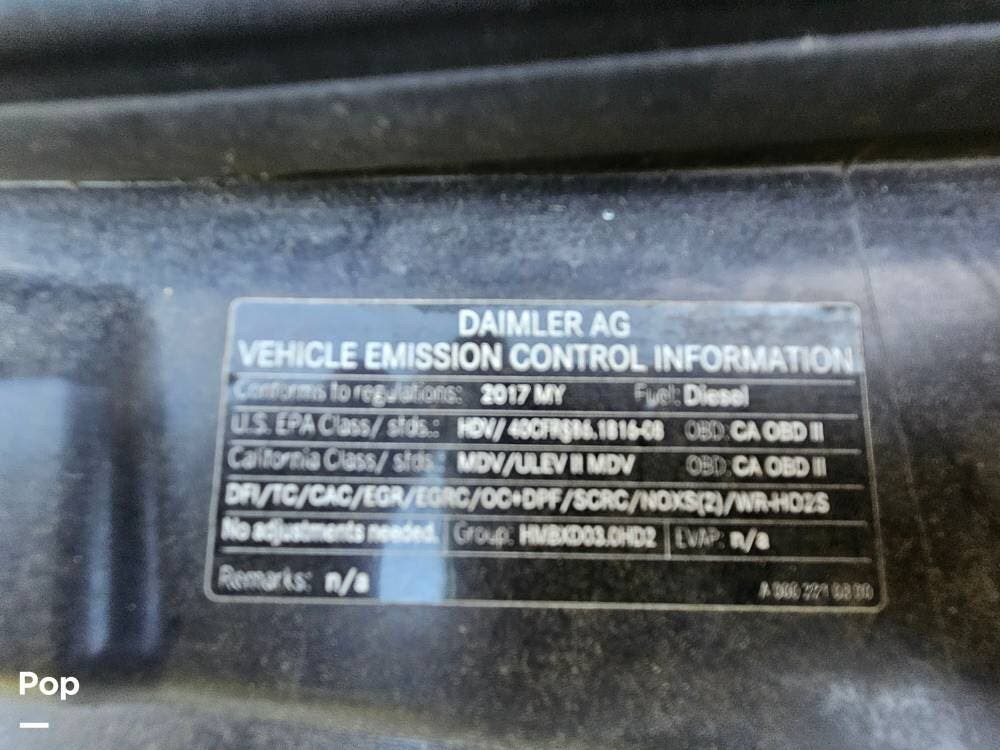 DAIMLER AG
VEHICLE EMISSION CONTROL INFORMATION
Conforms to regulations: 2017 MY Fuel: Diesel
U.S. EPA Class/ stds.: HDV/ 40CFR§86.1816-08 OBD: CA OBD II
California Class/ stds.: MDV/ULEV II MDV OBD: CA OBD II
DFI/TC/CAC/EGR/EGRC/OC+DPF/SCRC/NOXS(2)/WR-HO2S
No adjustments needed. Group: HMBXD03.0HD2 EVAP: n/a
Remarks: n/a
Pop